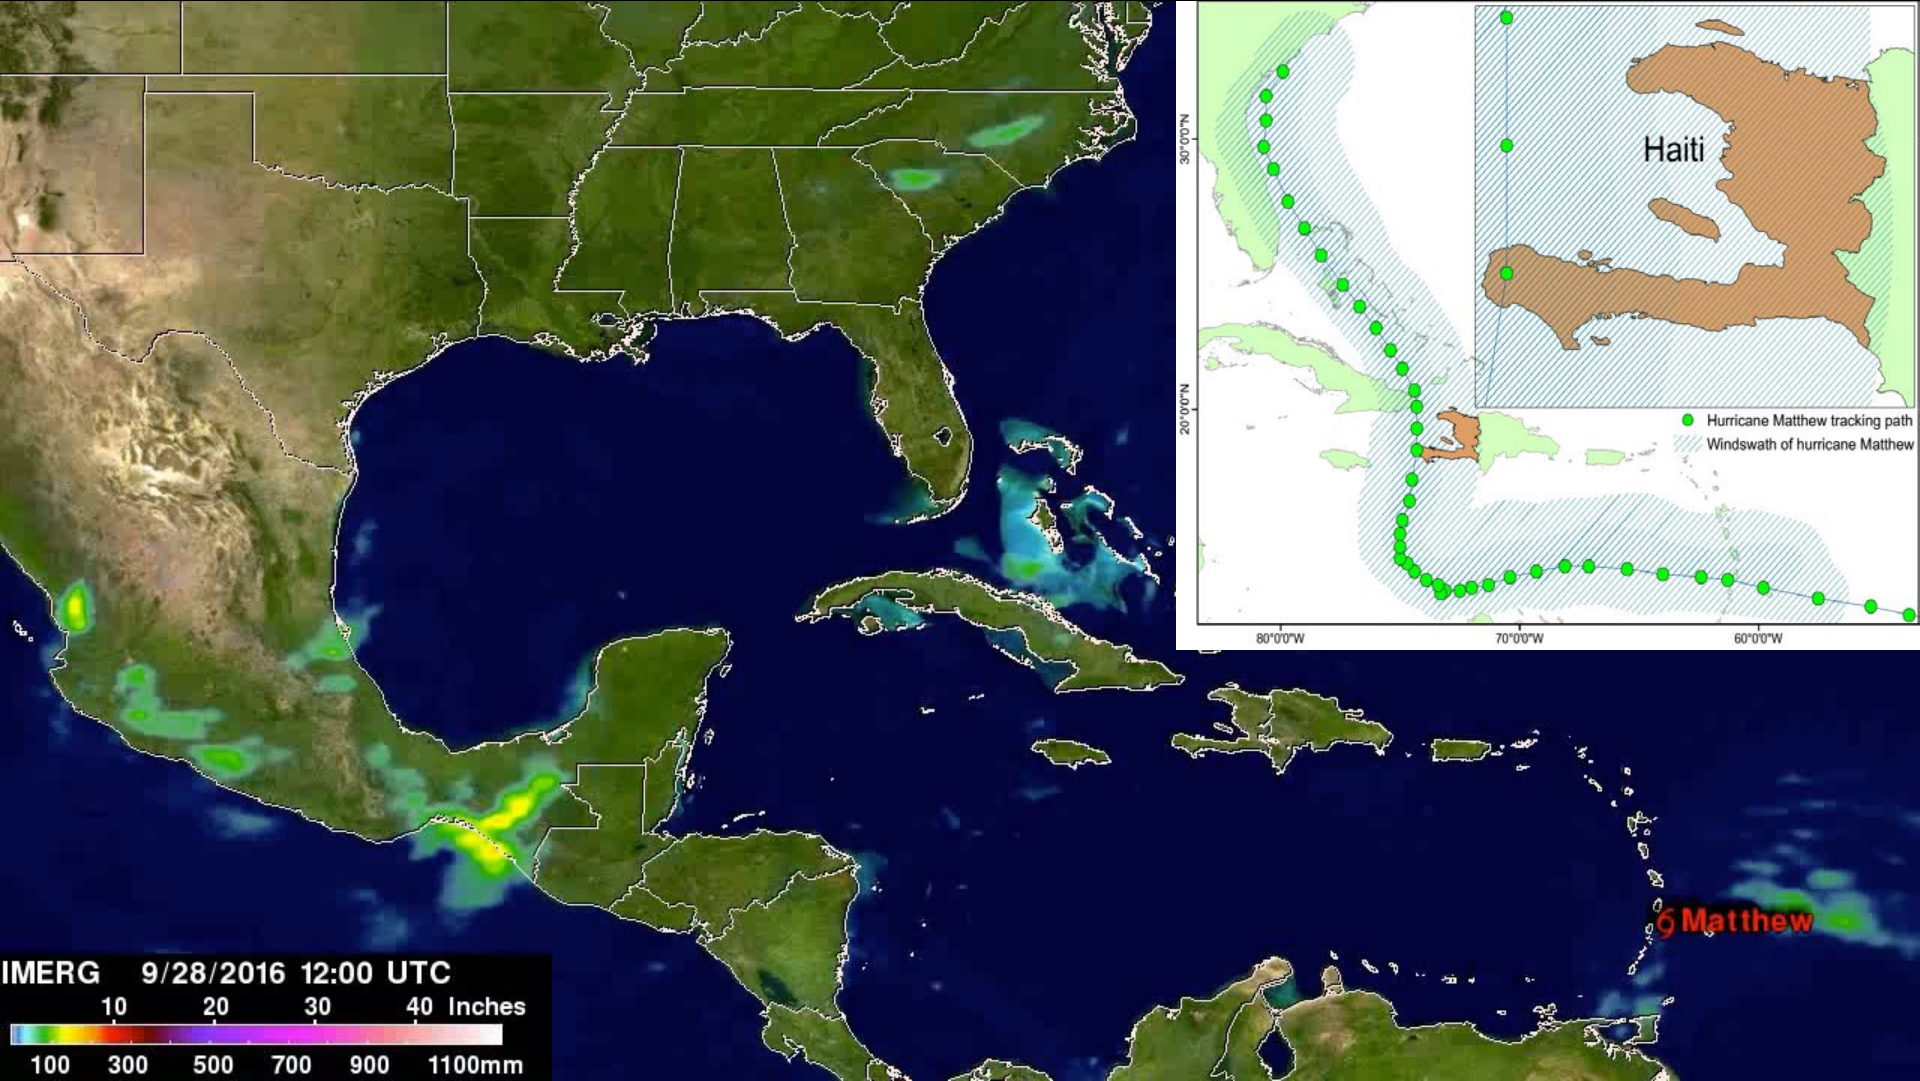 Haiti
30°0'0"N
20°0'0"N
Hurricane Matthew tracking path
Windswath of hurricane Matthew
80°0'0"W 70°0'0"W 60°0'0"W
Matthew
IMERG 9/28/2016 12:00 UTC
10 20 30 40 Inches
100 300 500 700 900 1100mm